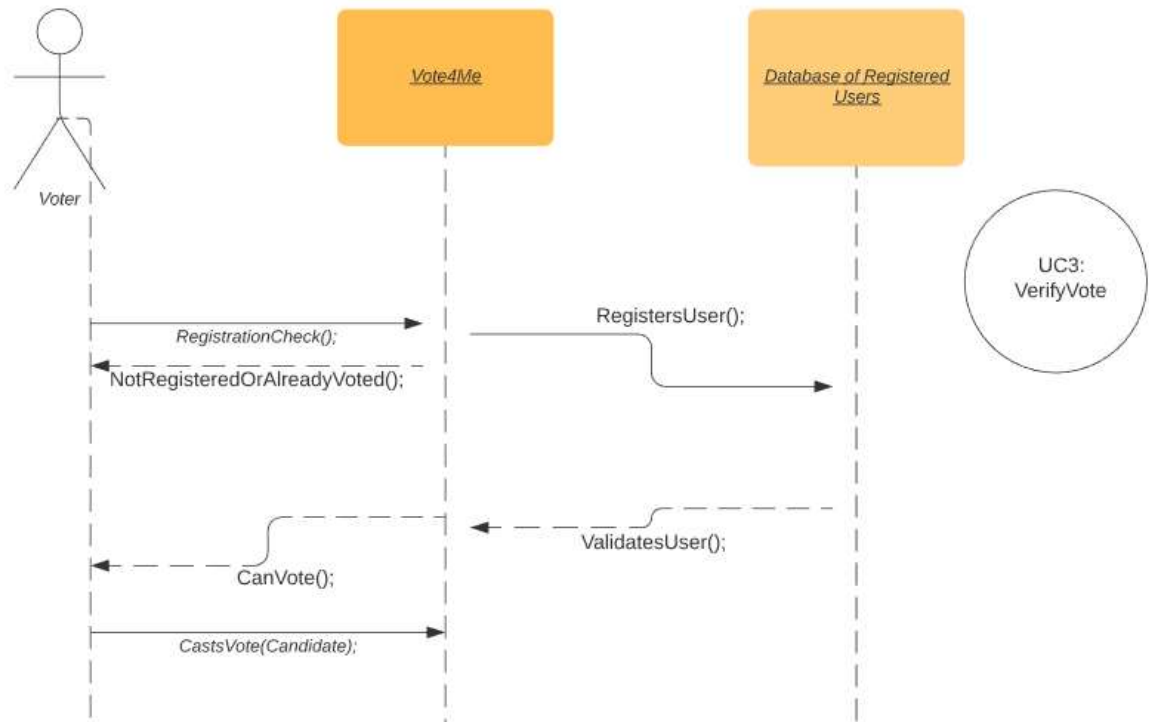 Vote4Me
Database of Registered
Users
Voter
UC3:
VerifyVote
RegistersUser();
RegistrationCheck();
NotRegisteredOrAlreadyVoted();
ValidatesUser();
CanVote();
CastsVote(Candidate);